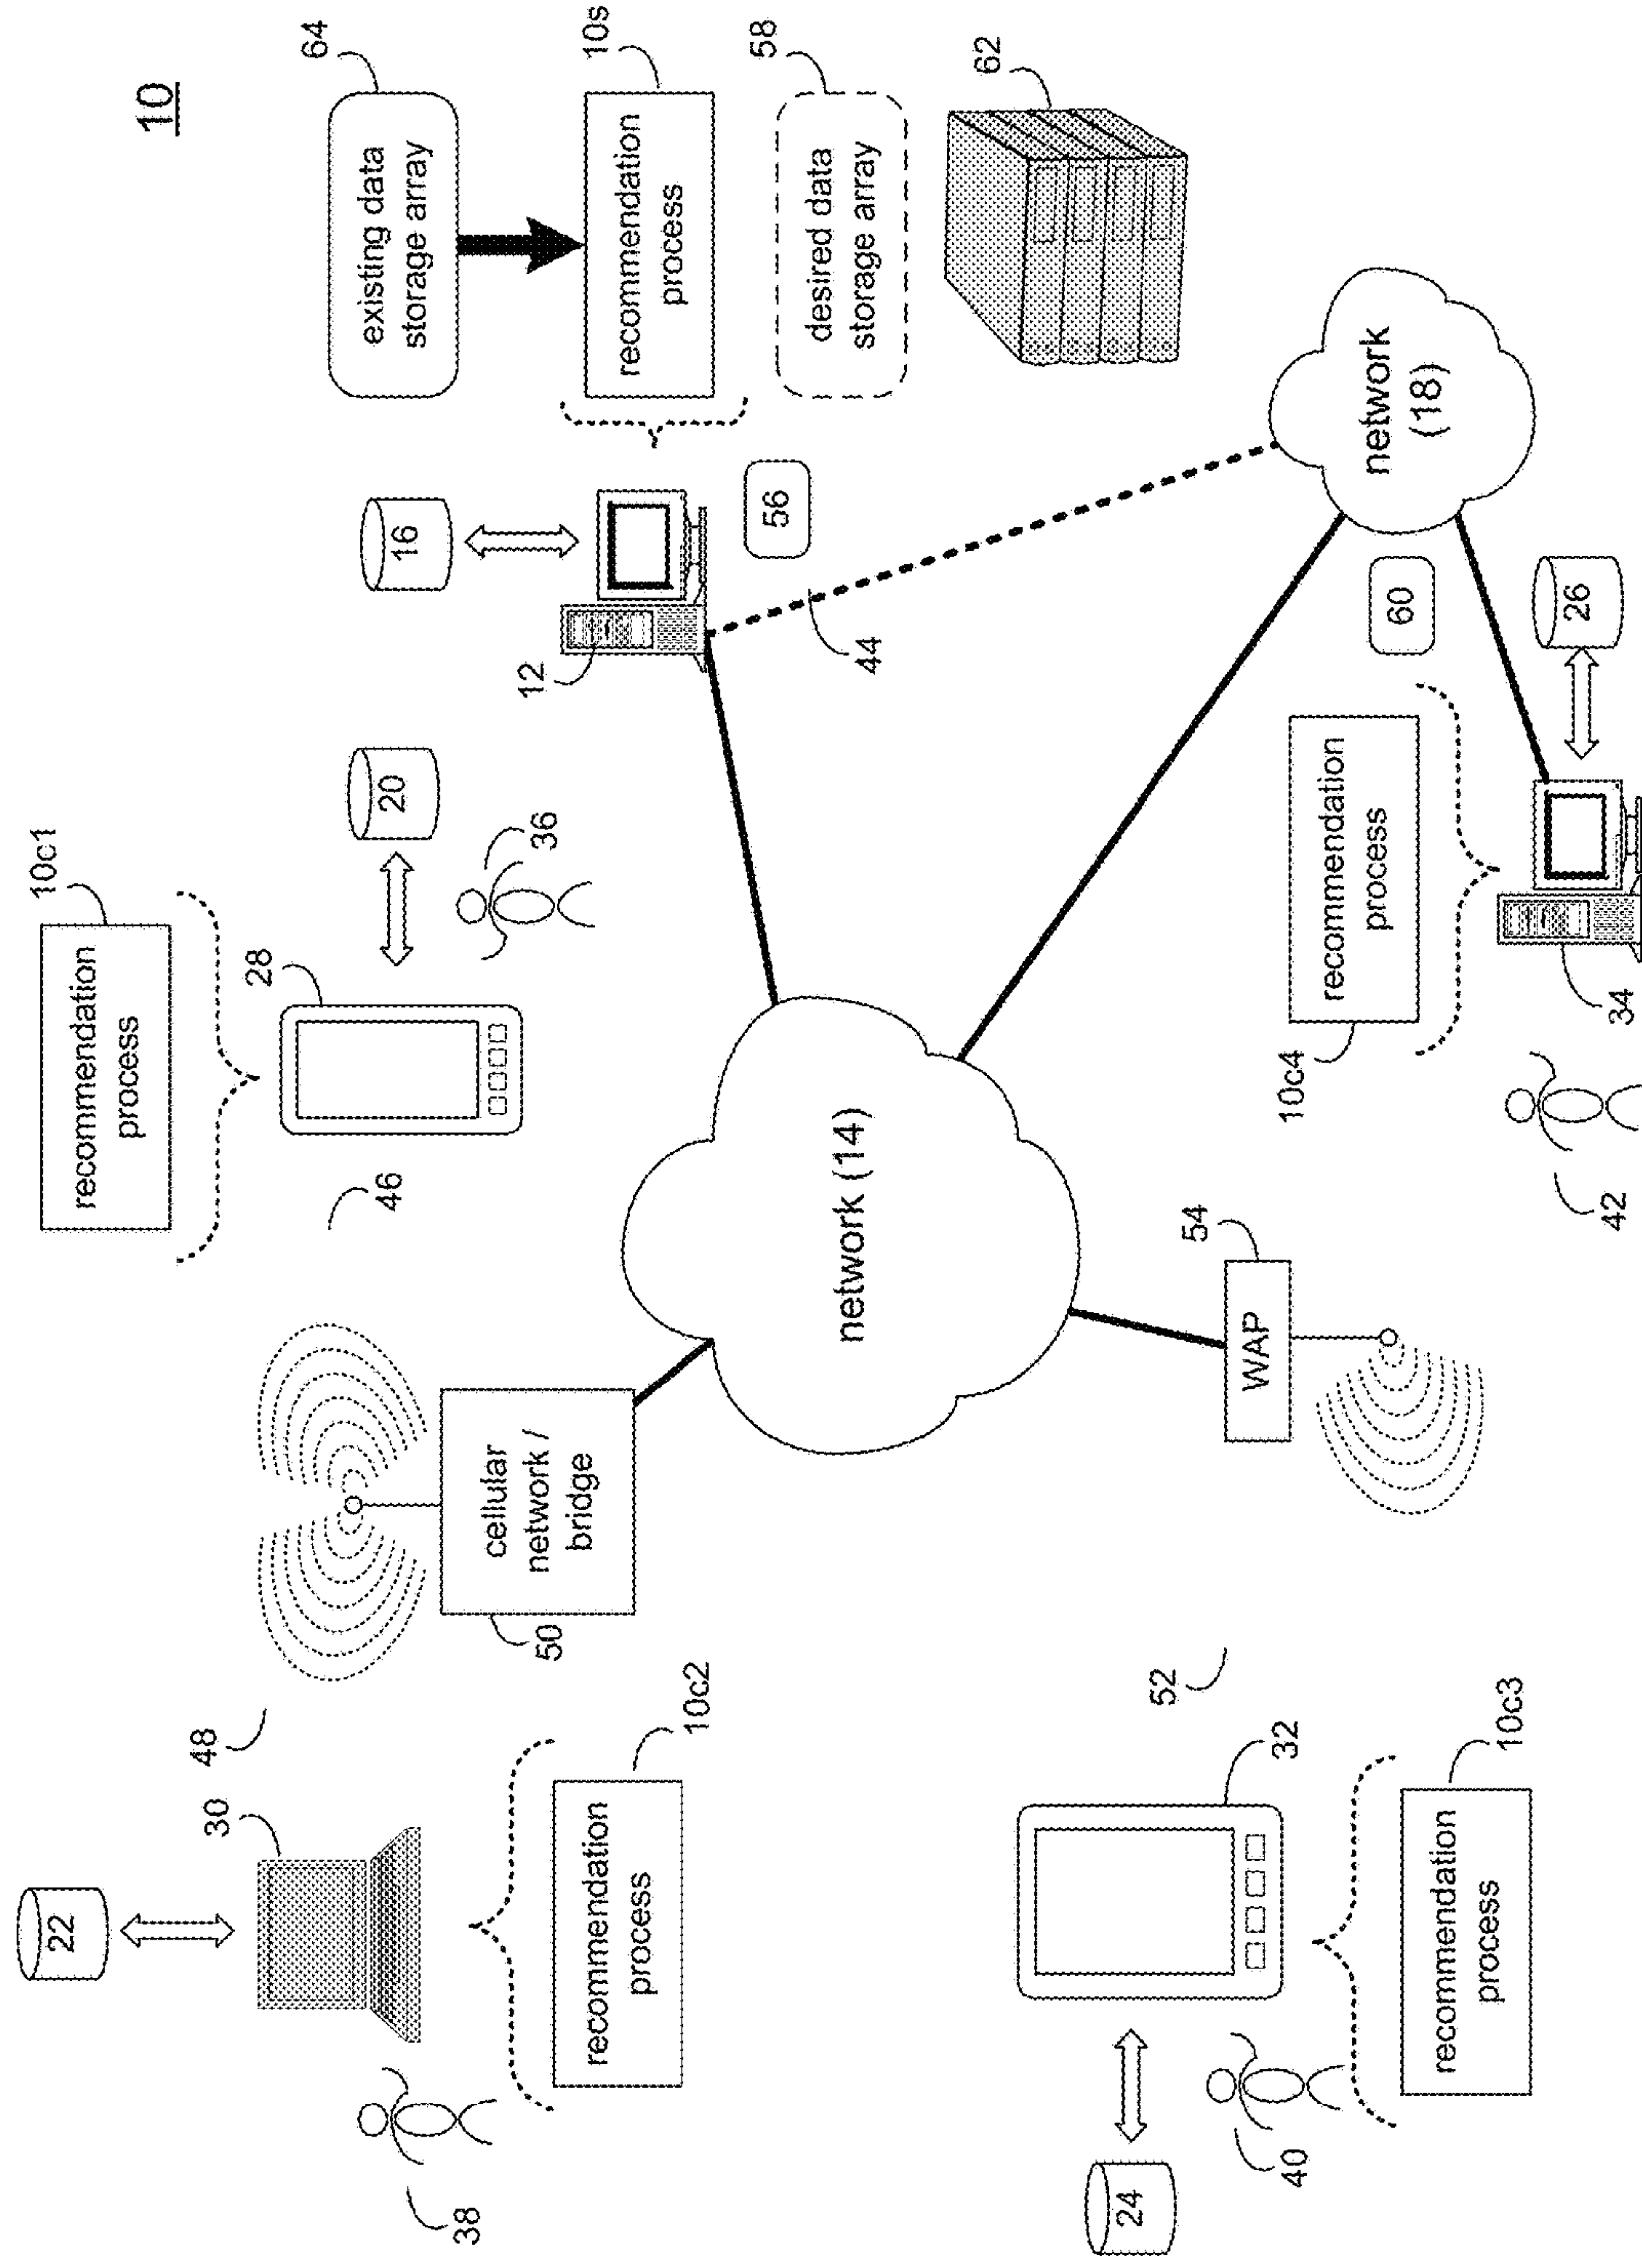 10
22
48
30
38
recommendation
process
10c2
cellular
network /
bridge
50
recommendation
process
10c1
46
28
20
36
16
12
56
44
existing data
storage array
64
recommendation
process
10s
desired data
storage array
58
62
network (14)
network
(18)
24
40
32
52
recommendation
process
10c3
WAP
54
recommendation
process
10c4
60
26
34
42